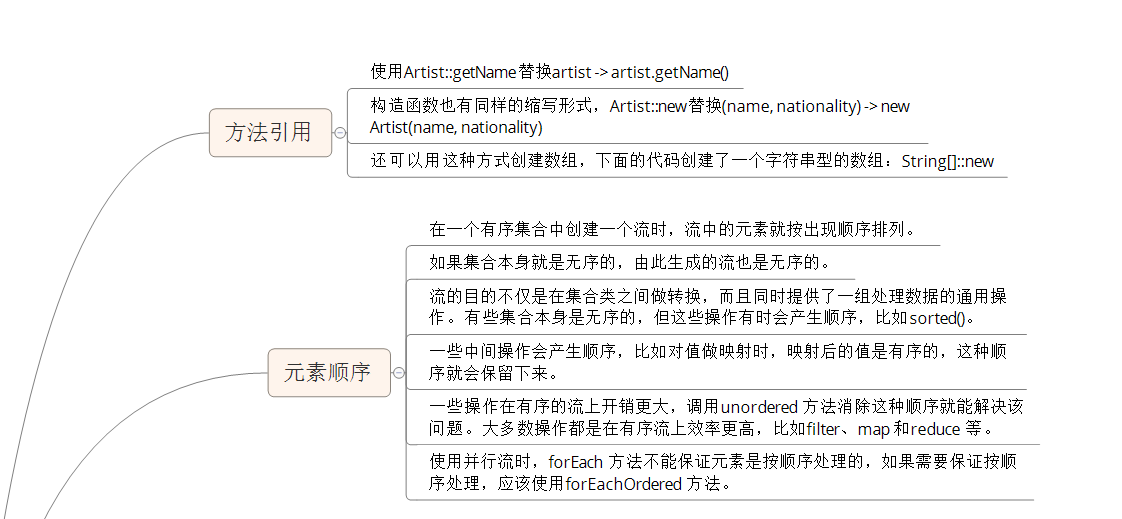 使用Artist::getName替换artist -> artist.getName()
构造函数也有同样的缩写形式，Artist::new替换(name, nationality) -> new
Artist(name, nationality)
方法引用
还可以用这种方式创建数组，下面的代码创建了一个字符串型的数组：String[]::new
在一个有序集合中创建一个流时，流中的元素就按出现顺序排列。
如果集合本身就是无序的，由此生成的流也是无序的。
流的目的不仅是在集合类之间做转换，而且同时提供了一组处理数据的通用操
作。有些集合本身是无序的，但这些操作有时会产生顺序，比如sorted()。
一些中间操作会产生顺序，比如对值做映射时，映射后的值是有序的，这种顺
序就会保留下来。
元素顺序
一些操作在有序的流上开销更大，调用unordered 方法消除这种顺序就能解决该
问题。大多数操作都是在有序流上效率更高，比如filter、map 和reduce 等。
使用并行流时，forEach 方法不能保证元素是按顺序处理的，如果需要保证按顺
序处理，应该使用forEachOrdered 方法。